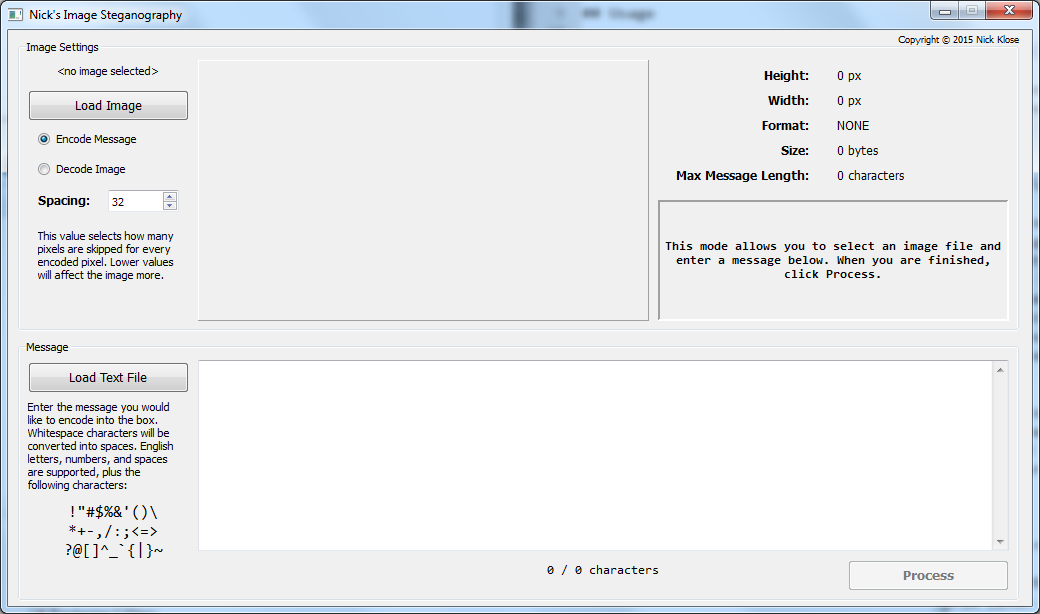 Nick's Image Steganography
Copyright © 2015 Nick Klose
Image Settings
<no image selected>
Load Image
Encode Message
Decode Image
Spacing: 32
This value selects how many
pixels are skipped for every
encoded pixel. Lower values
will affect the image more.
Height: 0 px
Width: 0 px
Format: NONE
Size: 0 bytes
Max Message Length: 0 characters
This mode allows you to select an image file and
enter a message below. When you are finished,
click Process.
Message
Load Text File
Enter the message you would
like to encode into the box.
Whitespace characters will be
converted into spaces. English
letters, numbers, and spaces
are supported, plus the
following characters:
!"#$%&'()\
*+-,/:;<=>
?@[]^_`{|}~
0 / 0 characters
Process